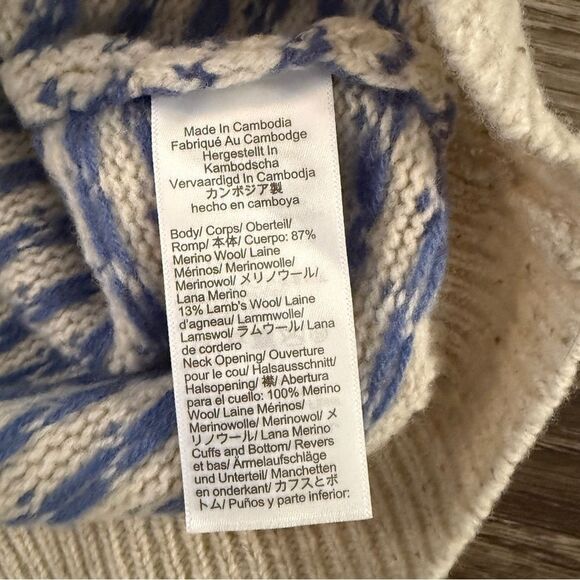 Made In Cambodia
Fabriqué Au Cambodge
Hergestellt In
Kambodscha
Vervaardigd In Cambodja
カンボジア製
hecho en camboya
Body/ Corps/ Oberteil/
Romp/ 本体/ Cuerpo: 87%
Merino Wool/ Laine
Mérinos/ Merinowolle/
Merinowol/ メリノウール/
Lana Merino
13% Lamb's Wool/ Laine
d'agneau/ Lammwolle/
Lamswol/ ラムウール/ Lana
de cordero
Neck Opening/ Ouverture
pour le cou/ Halsausschnitt/
Halsopening/ 襟/ Abertura
para el cuello: 100% Merino
Wool/ Laine Mérinos/
Merinowolle/ Merinowol/ メ
リノウール/ Lana Merino
Cuffs and Bottom/ Revers
et bas/ Ärmelaufschläge
und Unterteil/ Manchetten
en onderkant/ カフスとボ
トム/ Puños y parte inferior: